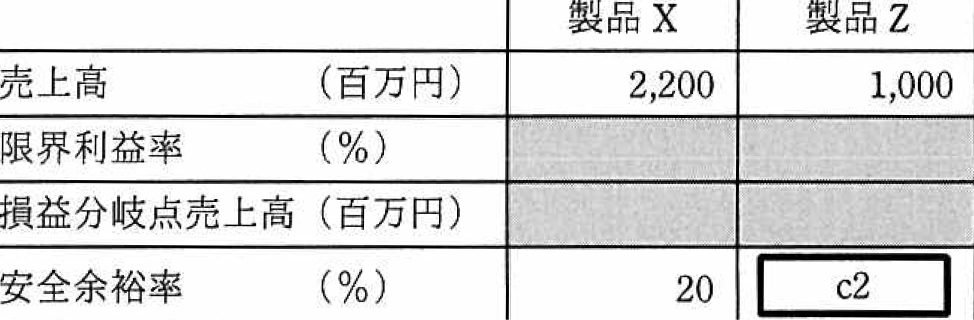 製品 X 製品 Z
売上高 （百万円） 2,200 1,000
限界利益率 （%）
損益分岐点売上高（百万円）
安全余裕率 （%） 20 c2